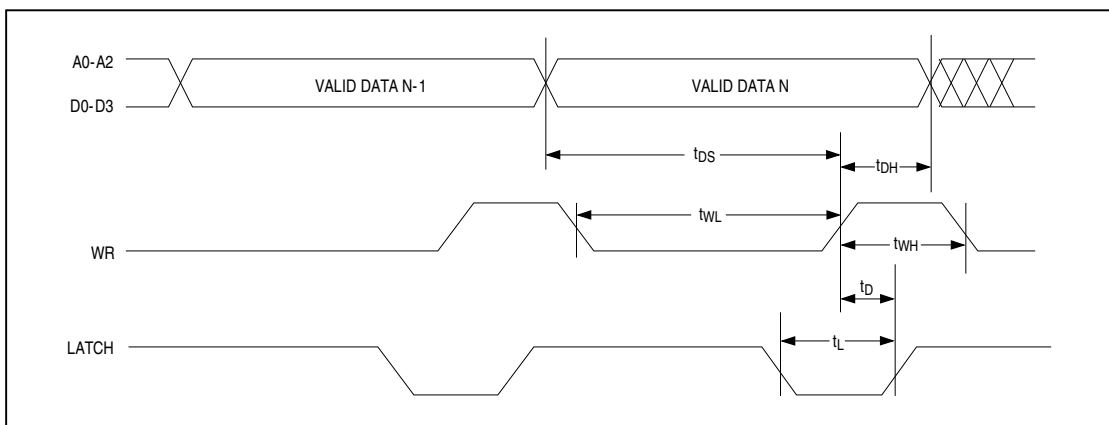 A0-A2
VALID DATA N-1
VALID DATA N
D0-D3
tDS
tDH
tWL
WR
tWH
tD
LATCH
tL